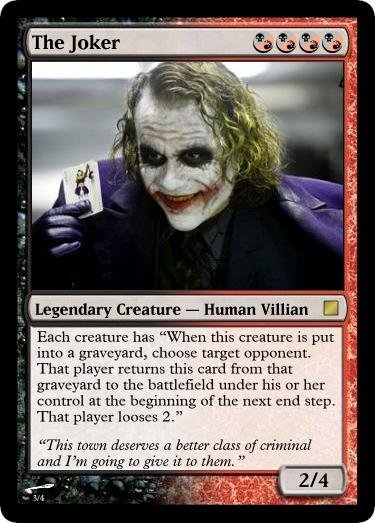 The Joker
Legendary Creature — Human Villian
Each creature has “When this creature is put
into a graveyard, choose target opponent.
That player returns this card from that
graveyard to the battlefield under his or her
control at the beginning of the next end step.
That player looses 2.”
“This town deserves a better class of criminal
and I’m going to give it to them.”
2/4
3/4